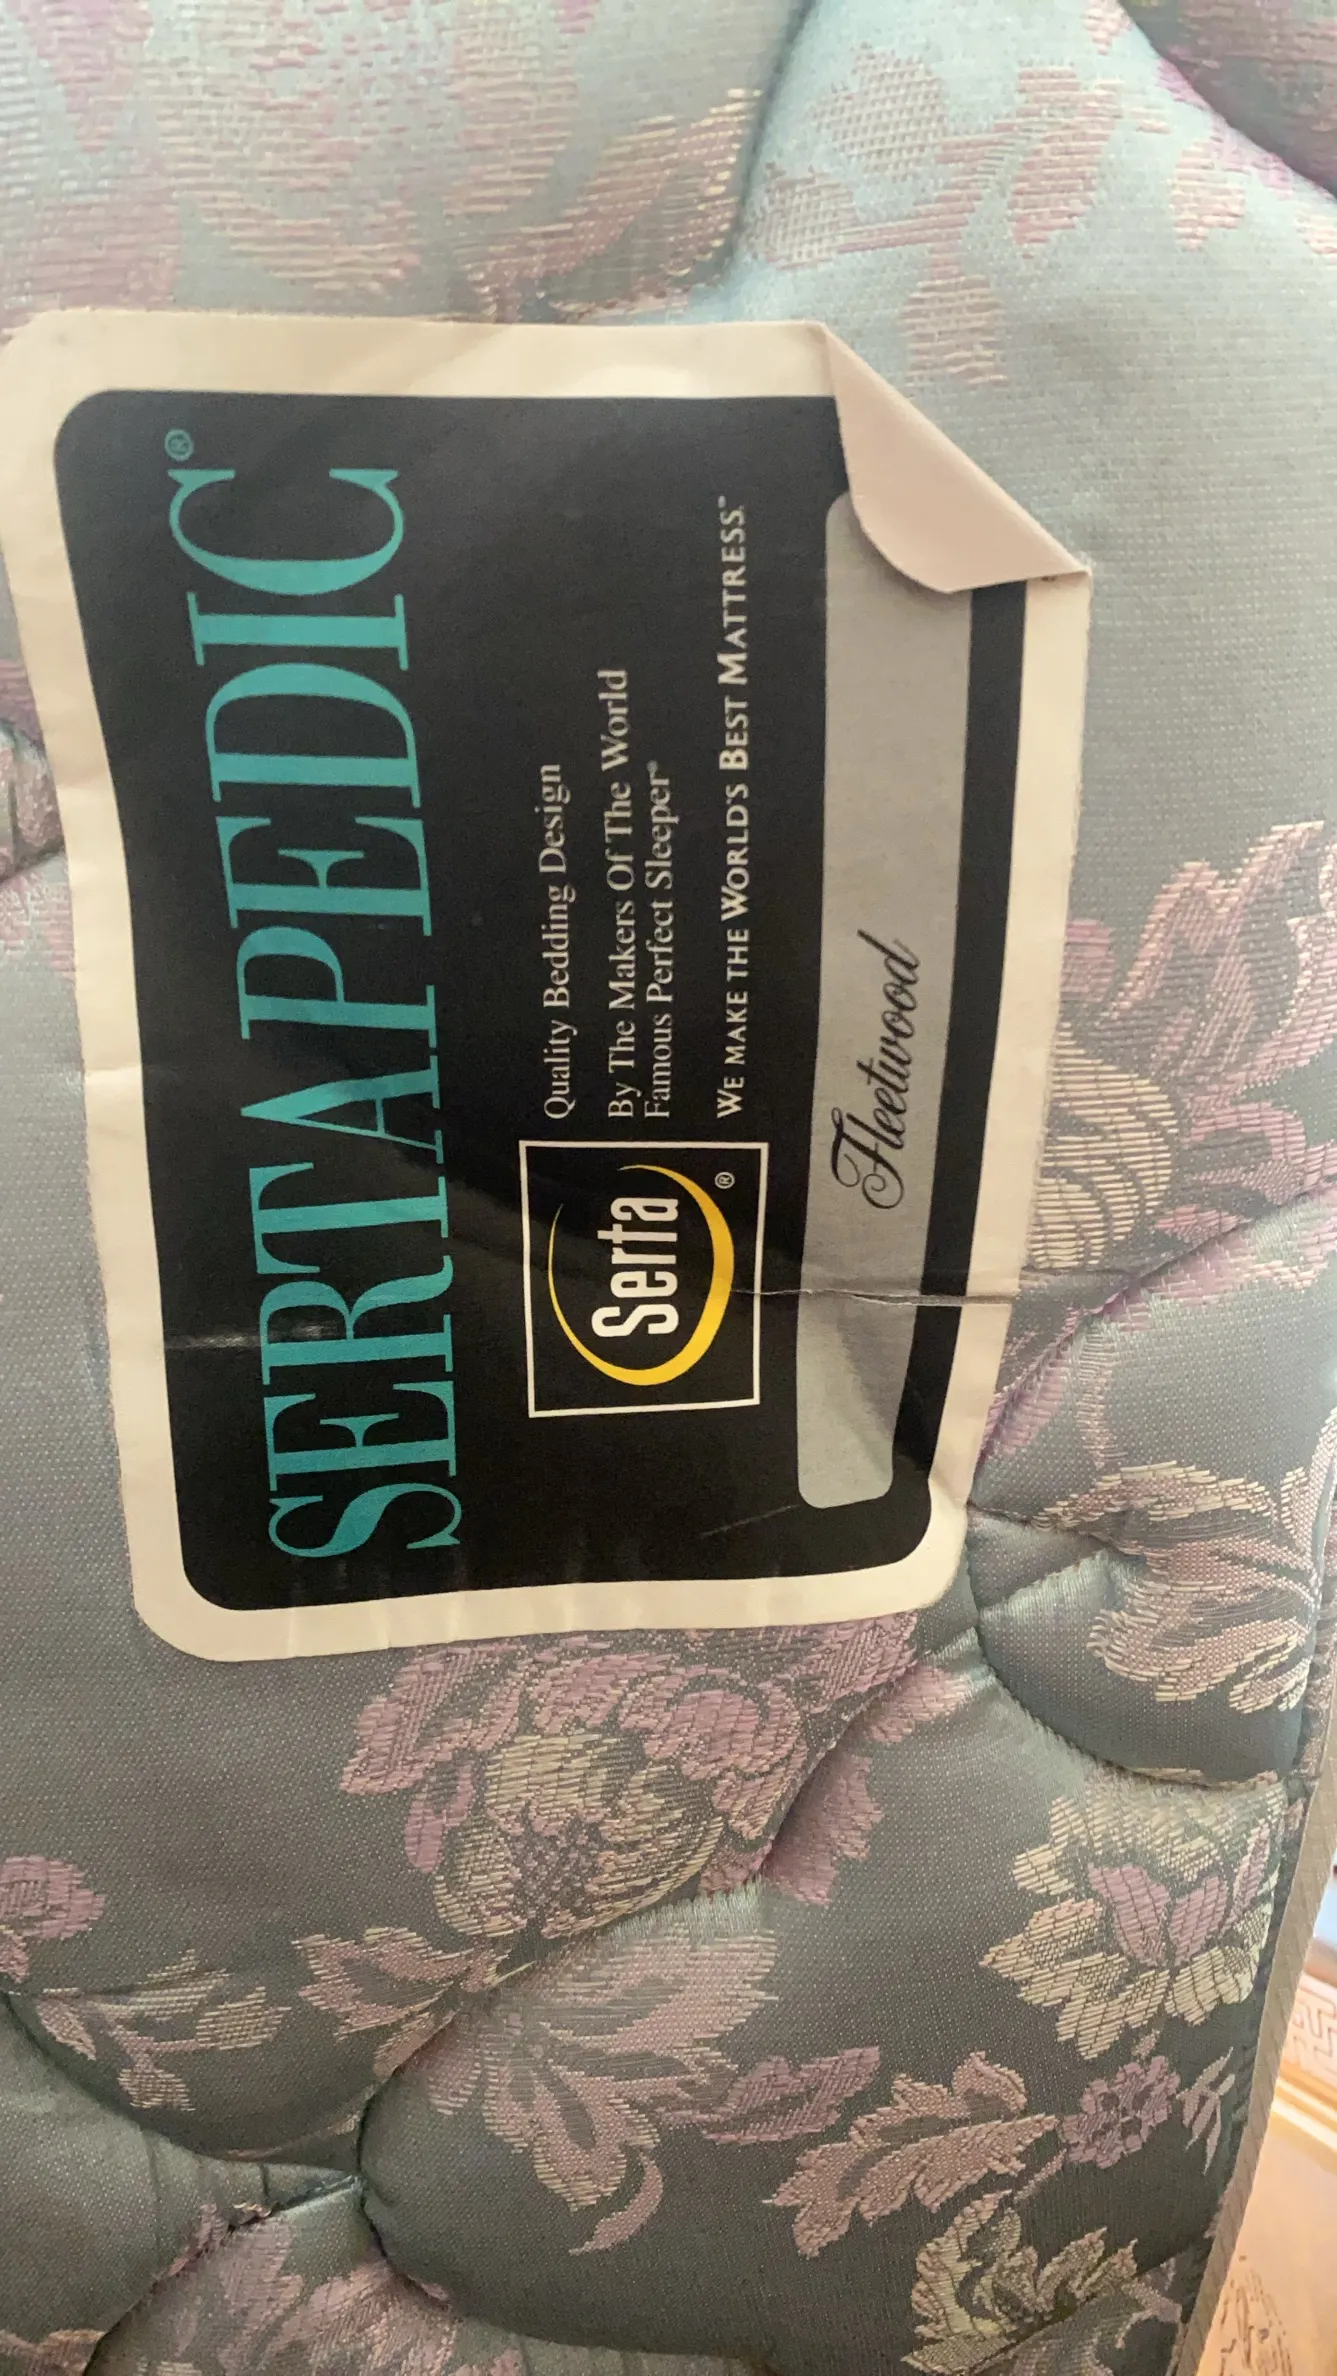 SERTAPEDIC®
Serta®
Quality Bedding Design
By The Makers Of The World
Famous Perfect Sleeper®
WE MAKE THE WORLD'S BEST MATTRESS™
Fleetwood